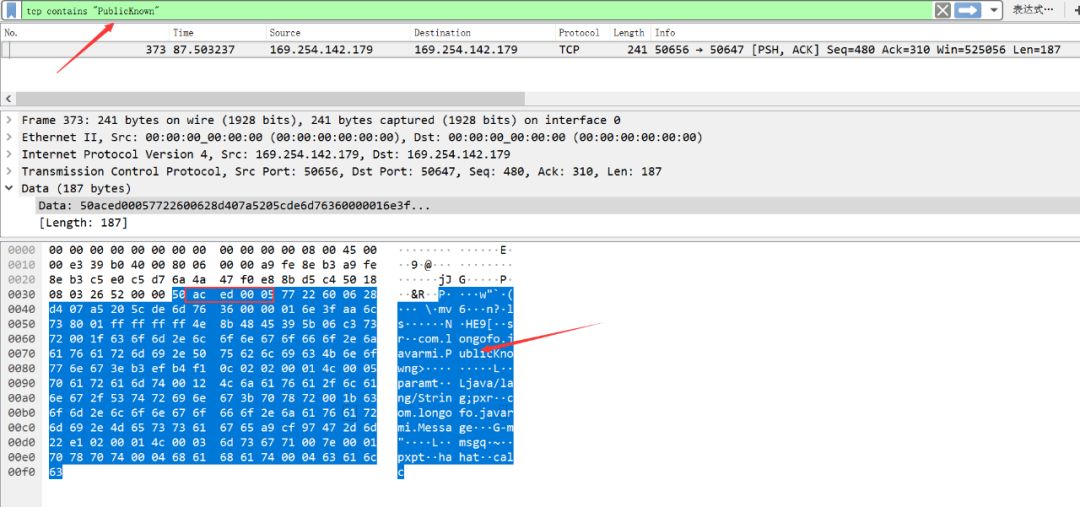 tcp contains "PublicKnown" 表达式… +
No. Time Source Destination Protocol Length Info
373 87.503237 169.254.142.179 169.254.142.179 TCP 241 50656 → 50647 [PSH, ACK] Seq=480 Ack=310 Win=525056 Len=187
Frame 373: 241 bytes on wire (1928 bits), 241 bytes captured (1928 bits) on interface 0
Ethernet II, Src: 00:00:00_00:00:00 (00:00:00:00:00:00), Dst: 00:00:00_00:00:00 (00:00:00:00:00:00)
Internet Protocol Version 4, Src: 169.254.142.179, Dst: 169.254.142.179
Transmission Control Protocol, Src Port: 50656, Dst Port: 50647, Seq: 480, Ack: 310, Len: 187
Data (187 bytes)
Data: 50aced00057722600628d407a5205cde6d76360000016e3f...
[Length: 187]
0000 00 00 00 00 00 00 00 00 00 00 00 00 08 00 45 00 ········ ······E·
0010 00 e3 39 b0 40 00 80 06 00 00 a9 fe 8e b3 a9 fe ··9·@··· ········
0020 8e b3 c5 e0 c5 d7 6a 4a 47 f0 e8 8b d5 c4 50 18 ······jJ G·····P·
0030 08 03 26 52 00 00 50 ac ed 00 05 77 22 60 06 28 ··&R··P· ···w"`·(
0040 d4 07 a5 20 5c de 6d 76 36 00 00 01 6e 3f aa 6c ··· \·mv 6···n?·l
0050 73 80 01 ff ff ff ff 4e 8b 48 45 39 5b 06 c3 73 s······N ·HE9[··s
0060 72 00 1f 63 6f 6d 2e 6c 6f 6e 67 6f 66 6f 2e 6a r··com.l ongofo.j
0070 61 76 61 72 6d 69 2e 50 75 62 6c 69 63 4b 6e 6f avarmi.P ublicKno
0080 77 6e 67 3e b3 ef b4 f1 0c 02 02 00 01 4c 00 05 wng>···· ·····L··
0090 70 61 72 61 6d 74 00 12 4c 6a 61 76 61 2f 6c 61 paramt·· Ljava/la
00a0 6e 67 2f 53 74 72 69 6e 67 3b 70 78 72 00 1b 63 ng/Strin g;pxr··c
00b0 6f 6d 2e 6c 6f 6e 67 6f 66 6f 2e 6a 61 76 61 72 om.longo fo.javar
00c0 6d 69 2e 4d 65 73 73 61 67 65 a9 cf 97 47 2d 6d mi.Messa ge···G-m
00d0 22 e1 02 00 01 4c 00 03 6d 73 67 71 00 7e 00 01 "····L·· msgq·~··
00e0 70 78 70 74 00 04 68 61 68 61 74 00 04 63 61 6c pxpt··ha hat··cal
00f0 63 c